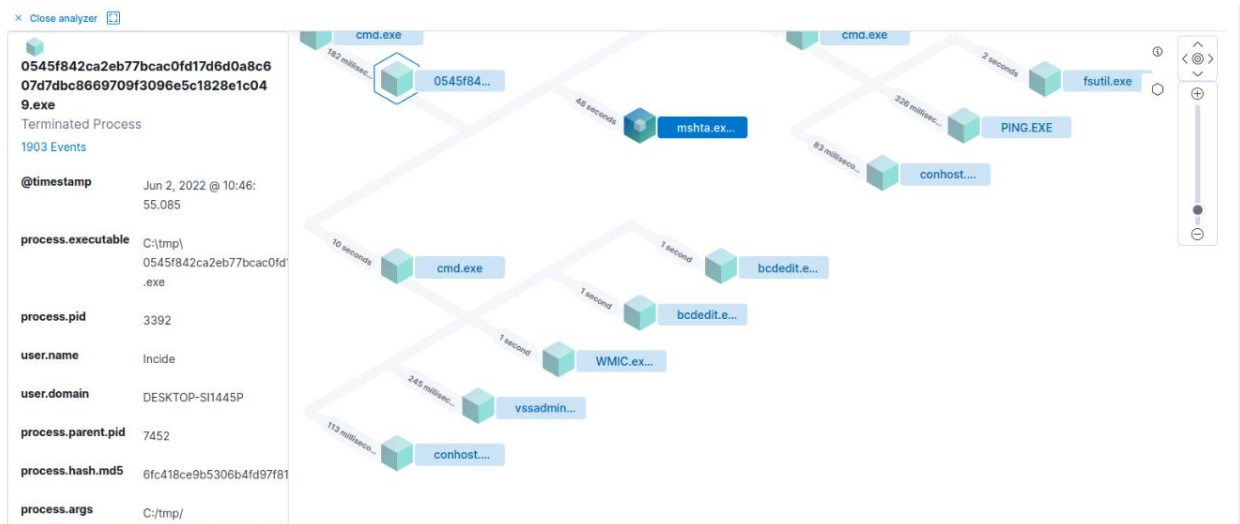 × Close analyzer
0545f842ca2eb77bcac0fd17d6d0a8c6
07d7dbc8669709f3096e5c1828e1c04
9.exe
Terminated Process
1903 Events
@timestamp
Jun 2, 2022 @ 10:46:
55.085
process.executable
C:\tmp\
0545f842ca2eb77bcac0fd1
.exe
process.pid
3392
user.name
Incide
user.domain
DESKTOP-SI1445P
process.parent.pid
7452
process.hash.md5
6fc418ce9b5306b4fd97f81
process.args
C:/tmp/
cmd.exe
cmd.exe
182 millisec...
0545f84...
2 seconds
fsutil.exe
48 seconds
mshta.ex...
326 millisec...
PING.EXE
83 milliseco...
conhost....
10 seconds
cmd.exe
1 second
bcdedit.e...
1 second
bcdedit.e...
1 second
WMIC.ex...
245 millisec...
vssadmin...
113 milliseco...
conhost....